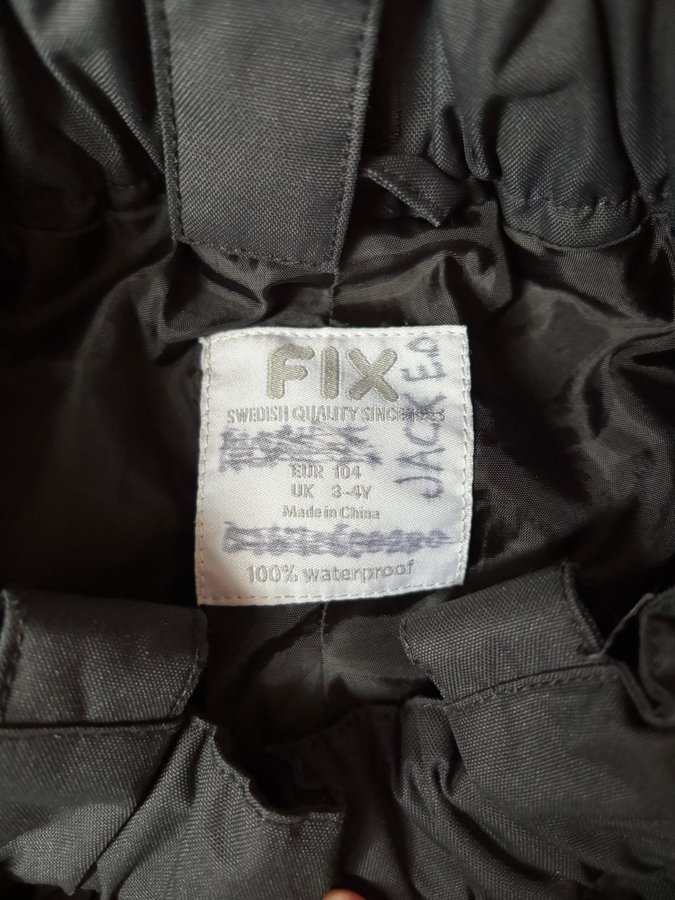 FIX
SWEDISH QUALITY SINCE
EUR 104
UK 3-4Y
Made in China
100% waterproof
JACK E.D